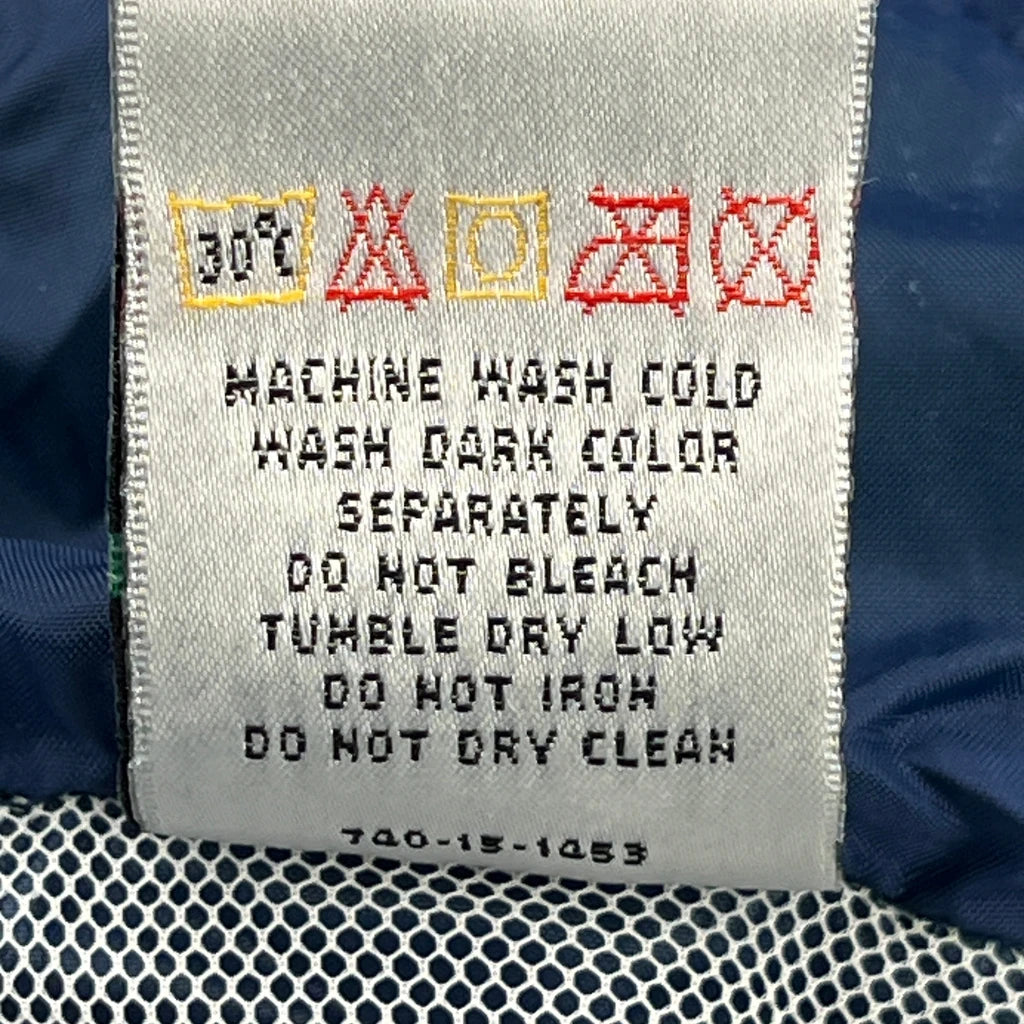 30°C
MACHINE WASH COLD
WASH DARK COLOR
SEPARATELY
DO NOT BLEACH
TUMBLE DRY LOW
DO NOT IRON
DO NOT DRY CLEAN
740-15-1453